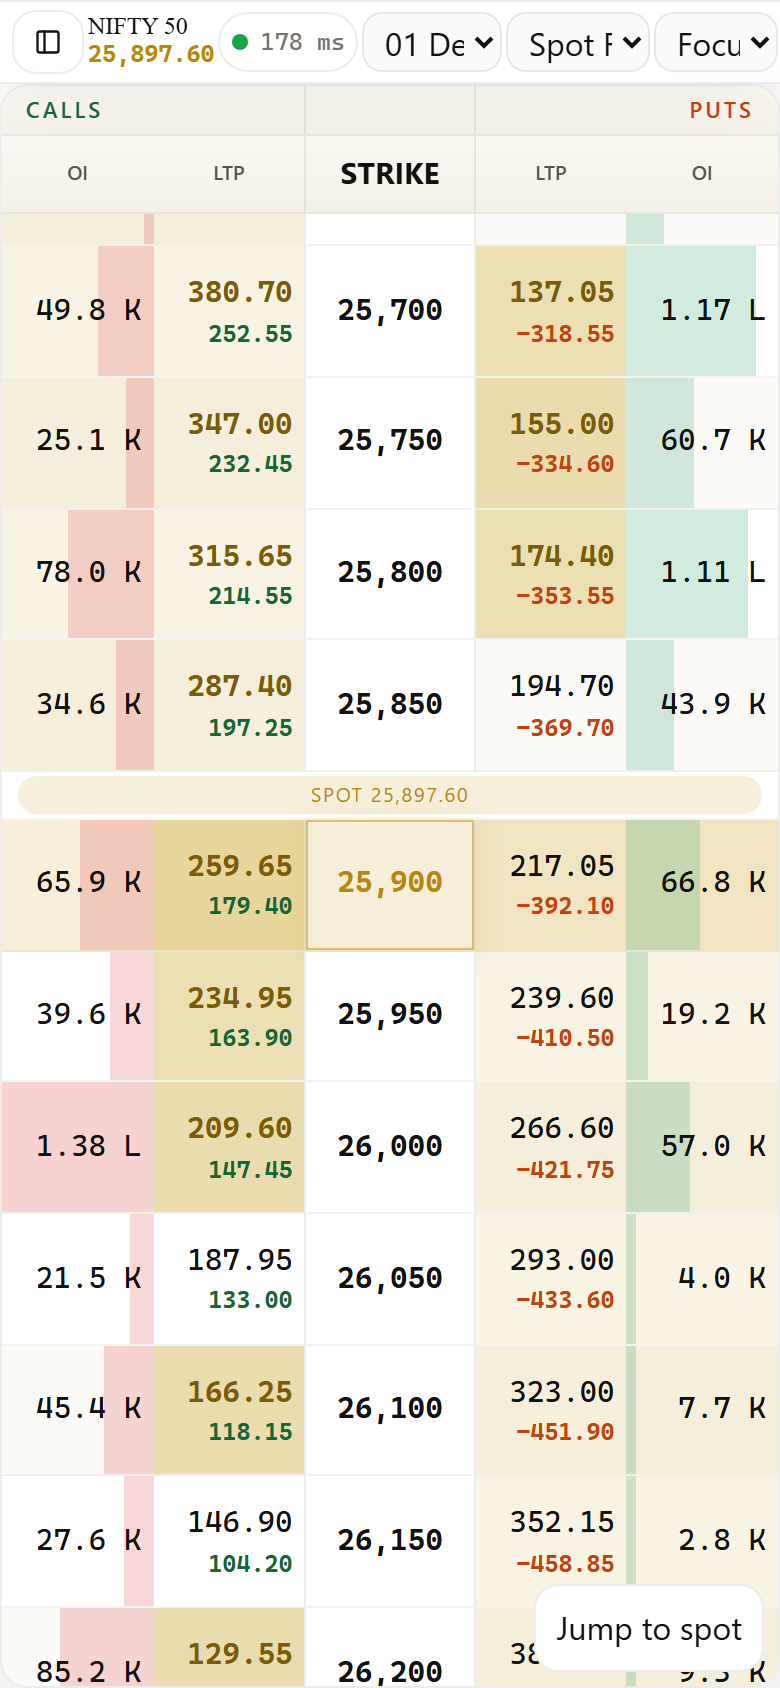 NIFTY 50
25,897.60
178 ms
01 De
Spot F
Focu
CALLS PUTS
OI LTP STRIKE LTP OI
380.70 137.05
49.8 K 25,700 1.17 L
252.55 −318.55
347.00 155.00
25.1 K 25,750 60.7 K
232.45 −334.60
315.65 174.40
78.0 K 25,800 1.11 L
214.55 −353.55
287.40 194.70
34.6 K 25,850 43.9 K
197.25 −369.70
SPOT 25,897.60
259.65 217.05
65.9 K 25,900 66.8 K
179.40 −392.10
234.95 239.60
39.6 K 25,950 19.2 K
163.90 −410.50
209.60 266.60
1.38 L 26,000 57.0 K
147.45 −421.75
187.95 293.00
21.5 K 26,050 4.0 K
133.00 −433.60
166.25 323.00
45.4 K 26,100 7.7 K
118.15 −451.90
146.90 352.15
27.6 K 26,150 2.8 K
104.20 −458.85
129.55
85.2 K 26,200
Jump to spot